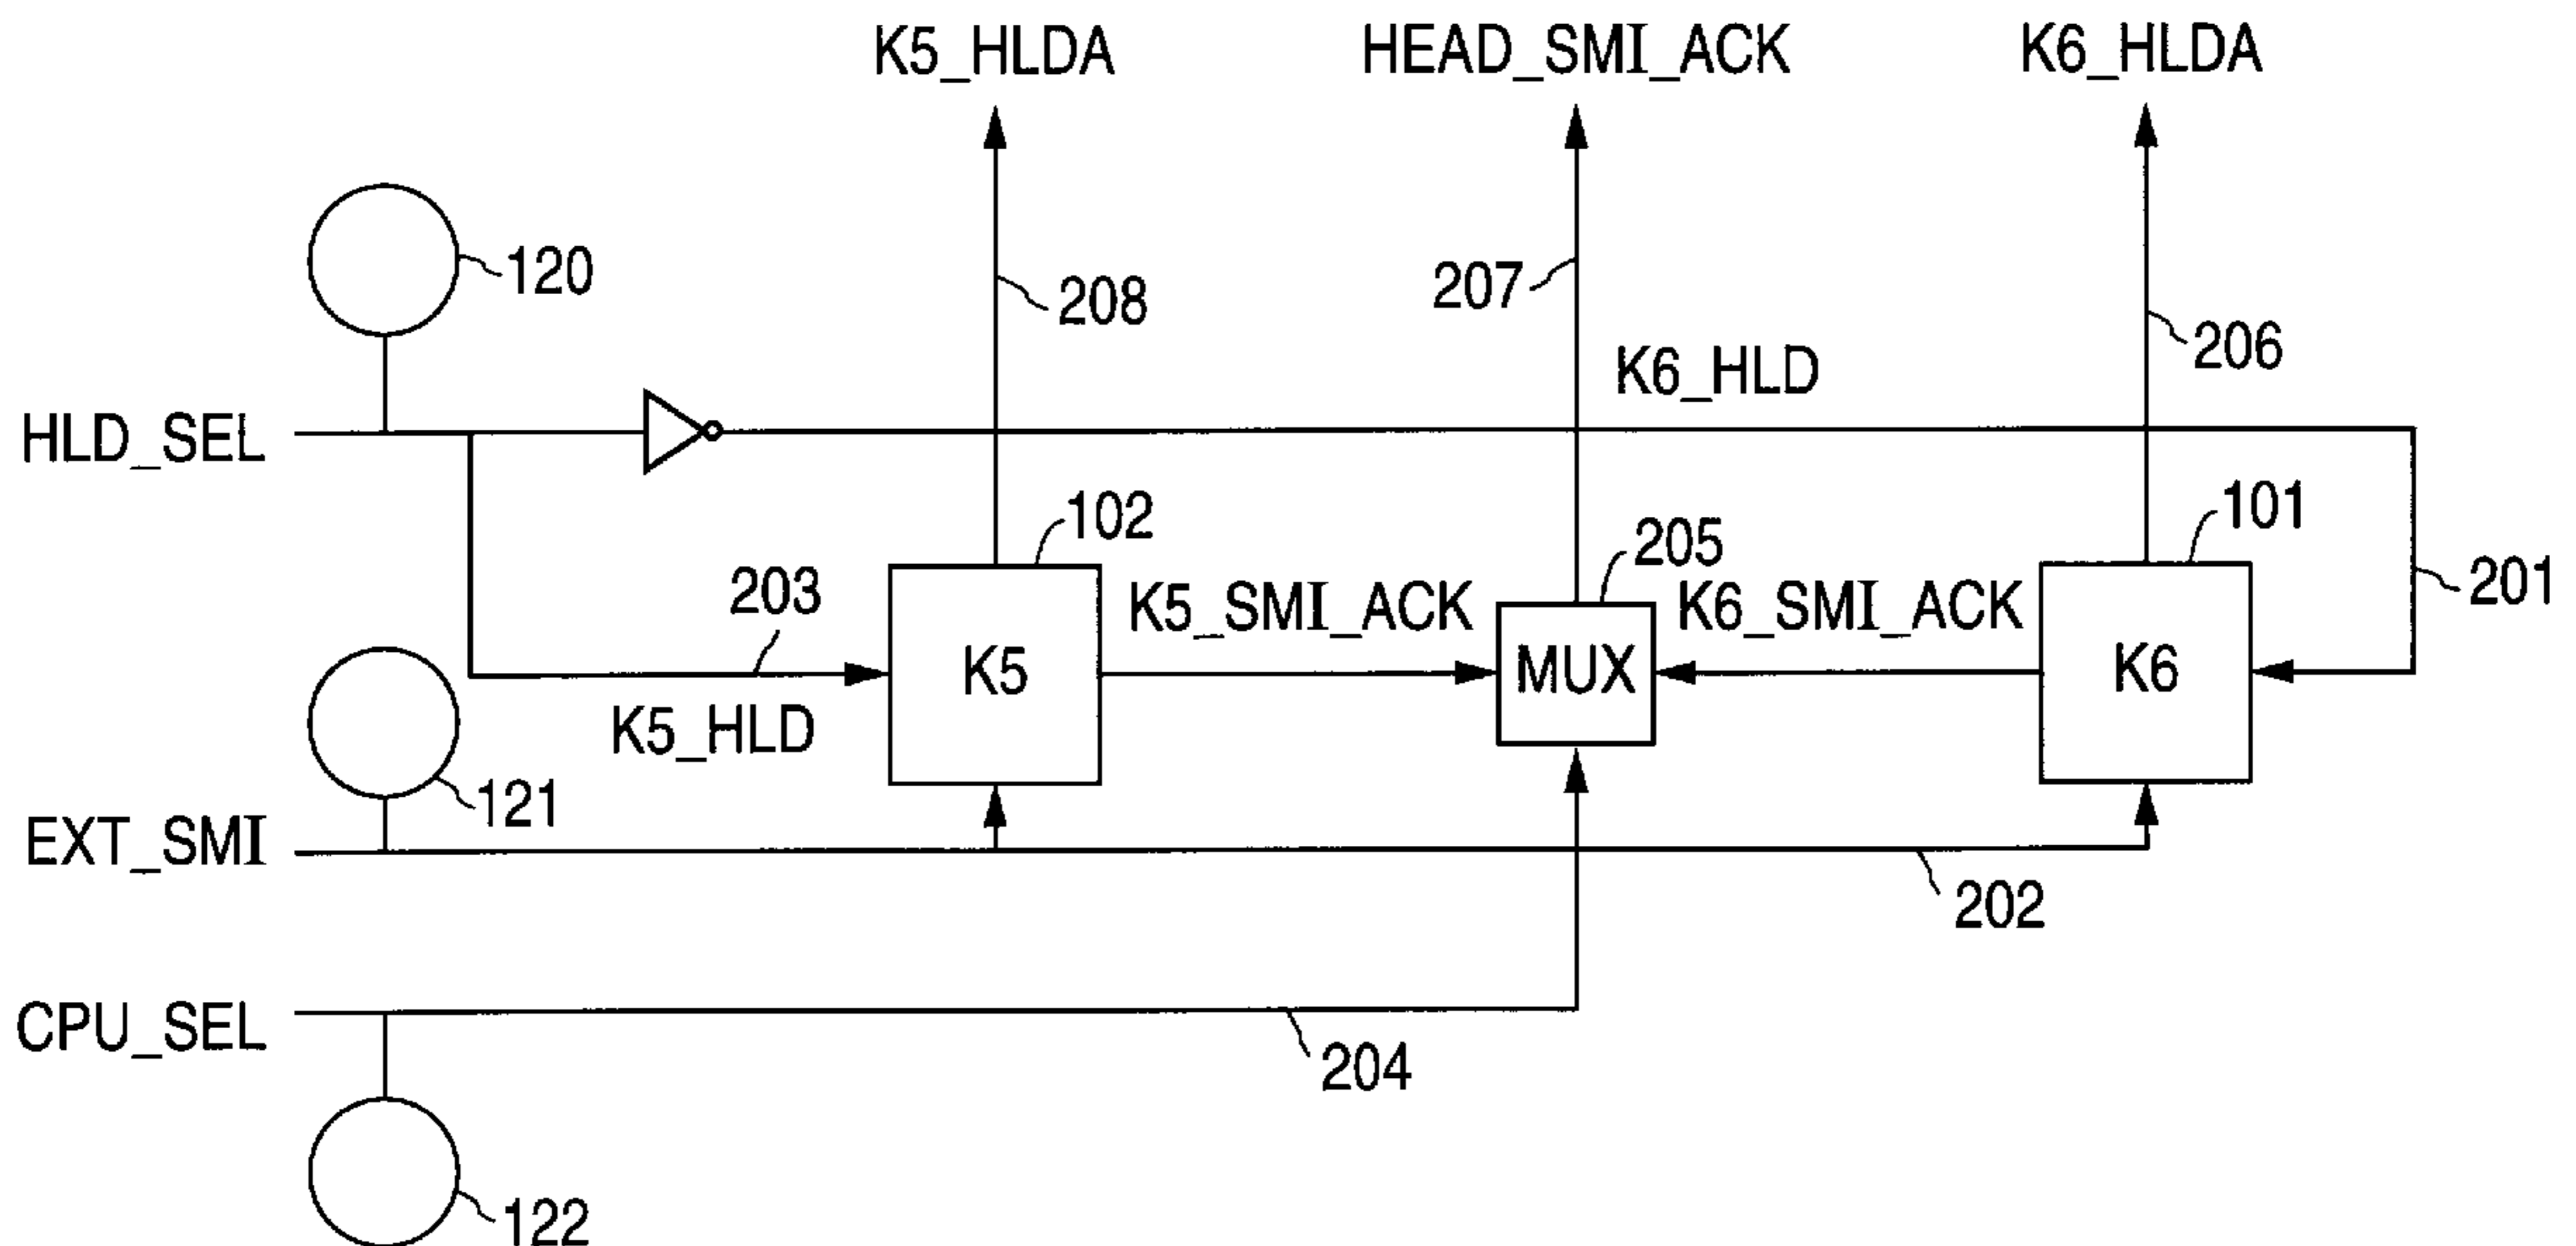 K5_HLDA
HEAD_SMI_ACK
K6_HLDA
120
208
207
206
K6_HLD
HLD_SEL
102
101
205
203
K5_SMI_ACK
K6_SMI_ACK
201
K5
MUX
K6
K5_HLD
121
EXT_SMI
202
CPU_SEL
204
122